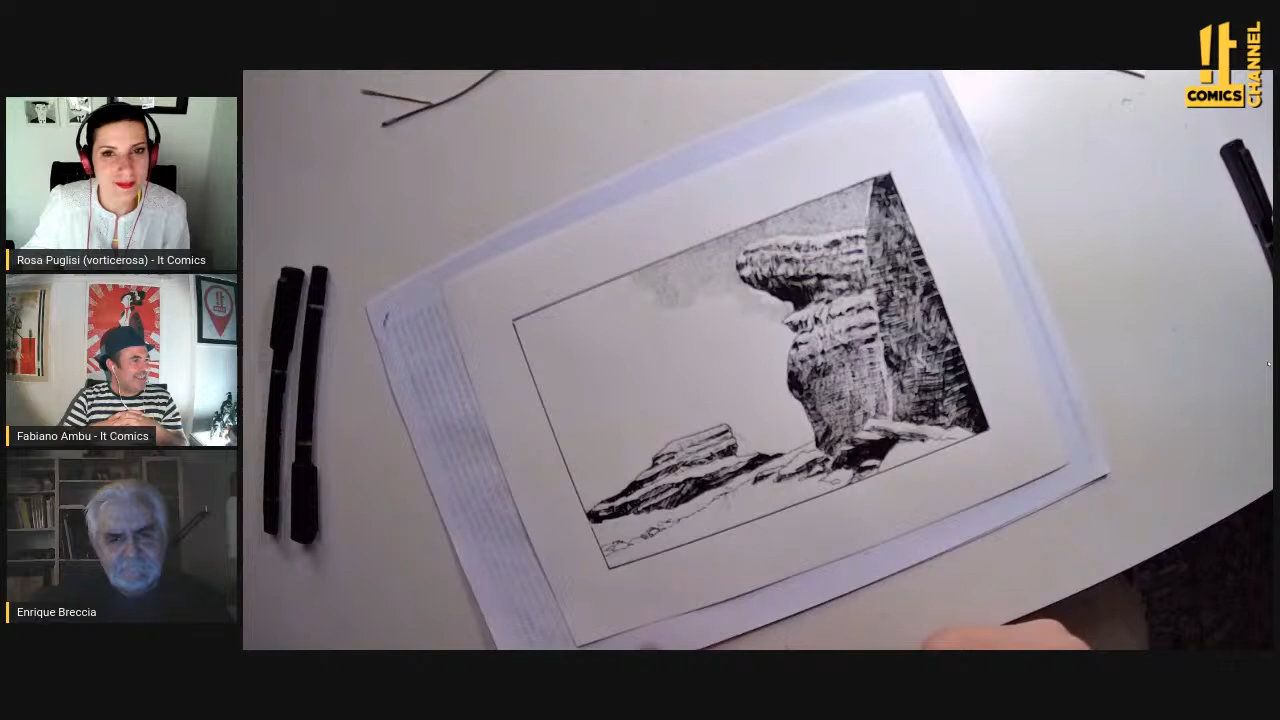 !t
COMICS
CHANNEL
Rosa Puglisi (vorticerosa) - It Comics
Fabiano Ambu - It Comics
Enrique Breccia